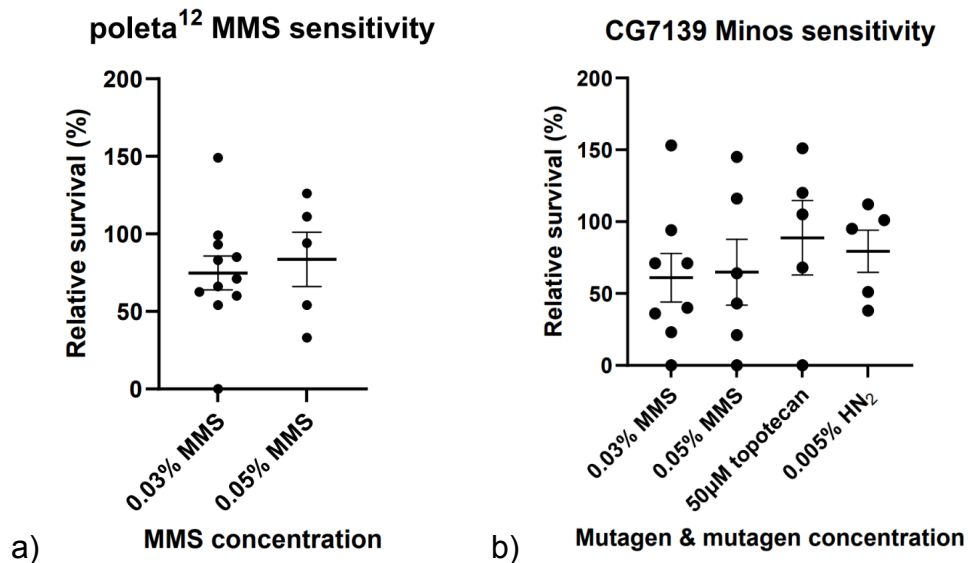 poleta¹² MMS sensitivity
Relative survival (%)
200
150
100
50
0
0.03% MMS
0.05% MMS
MMS concentration
a)
CG7139 Minos sensitivity
Relative survival (%)
200
150
100
50
0
0.03% MMS
0.05% MMS
50µM topotecan
0.005% HN₂
Mutagen & mutagen concentration
b)